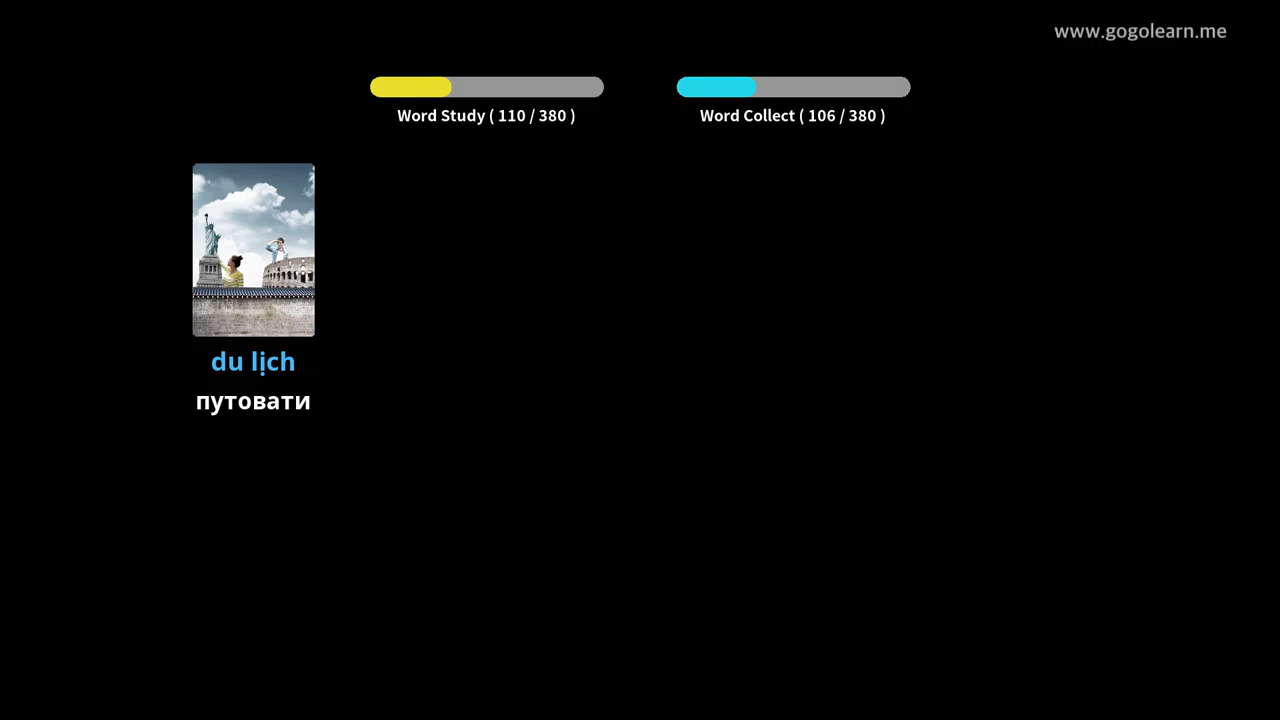 www.gogolearn.me
Word Study ( 110 / 380 )
Word Collect ( 106 / 380 )
du lịch
путовати